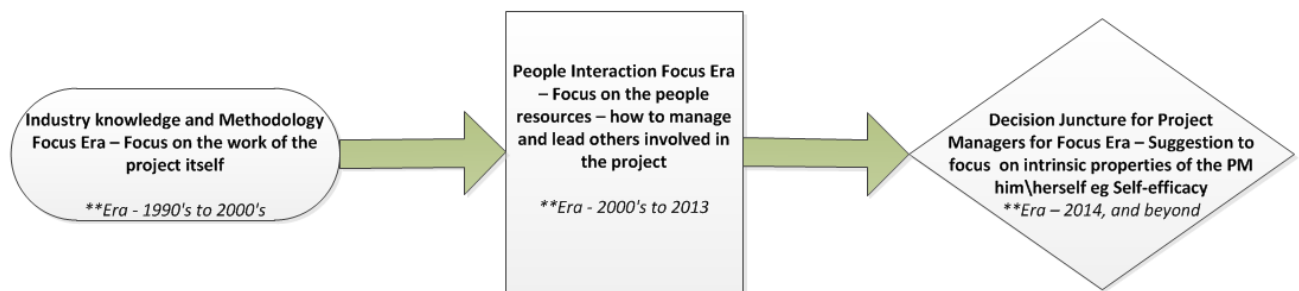 Industry knowledge and Methodology
Focus Era – Focus on the work of the
project itself
**Era - 1990's to 2000's
People Interaction Focus Era
– Focus on the people
resources – how to manage
and lead others involved in
the project
**Era - 2000's to 2013
Decision Juncture for Project
Managers for Focus Era – Suggestion to
focus on intrinsic properties of the PM
him\herself eg Self-efficacy
**Era – 2014, and beyond